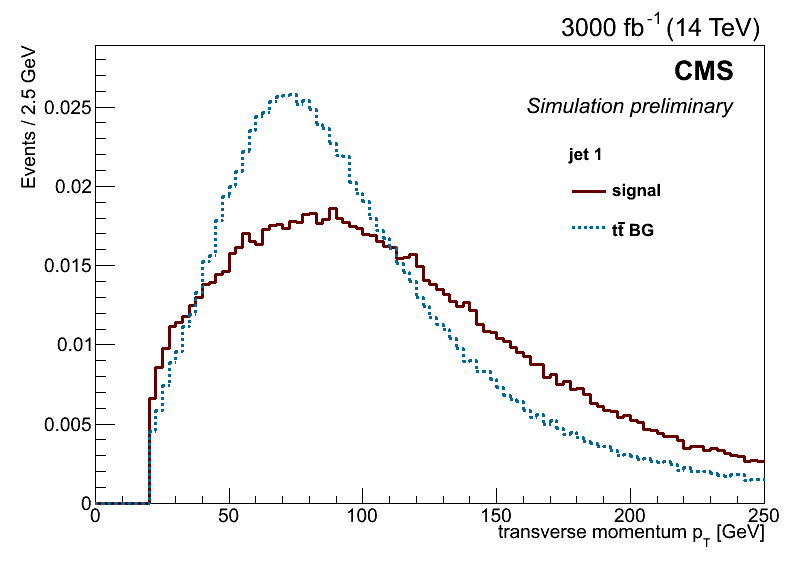 3000 fb⁻¹ (14 TeV)
CMS
Simulation preliminary
jet 1
signal
tt̄ BG
Events / 2.5 GeV
0.025
0.02
0.015
0.01
0.005
0
0 50 100 150 200 250
transverse momentum p_T [GeV]